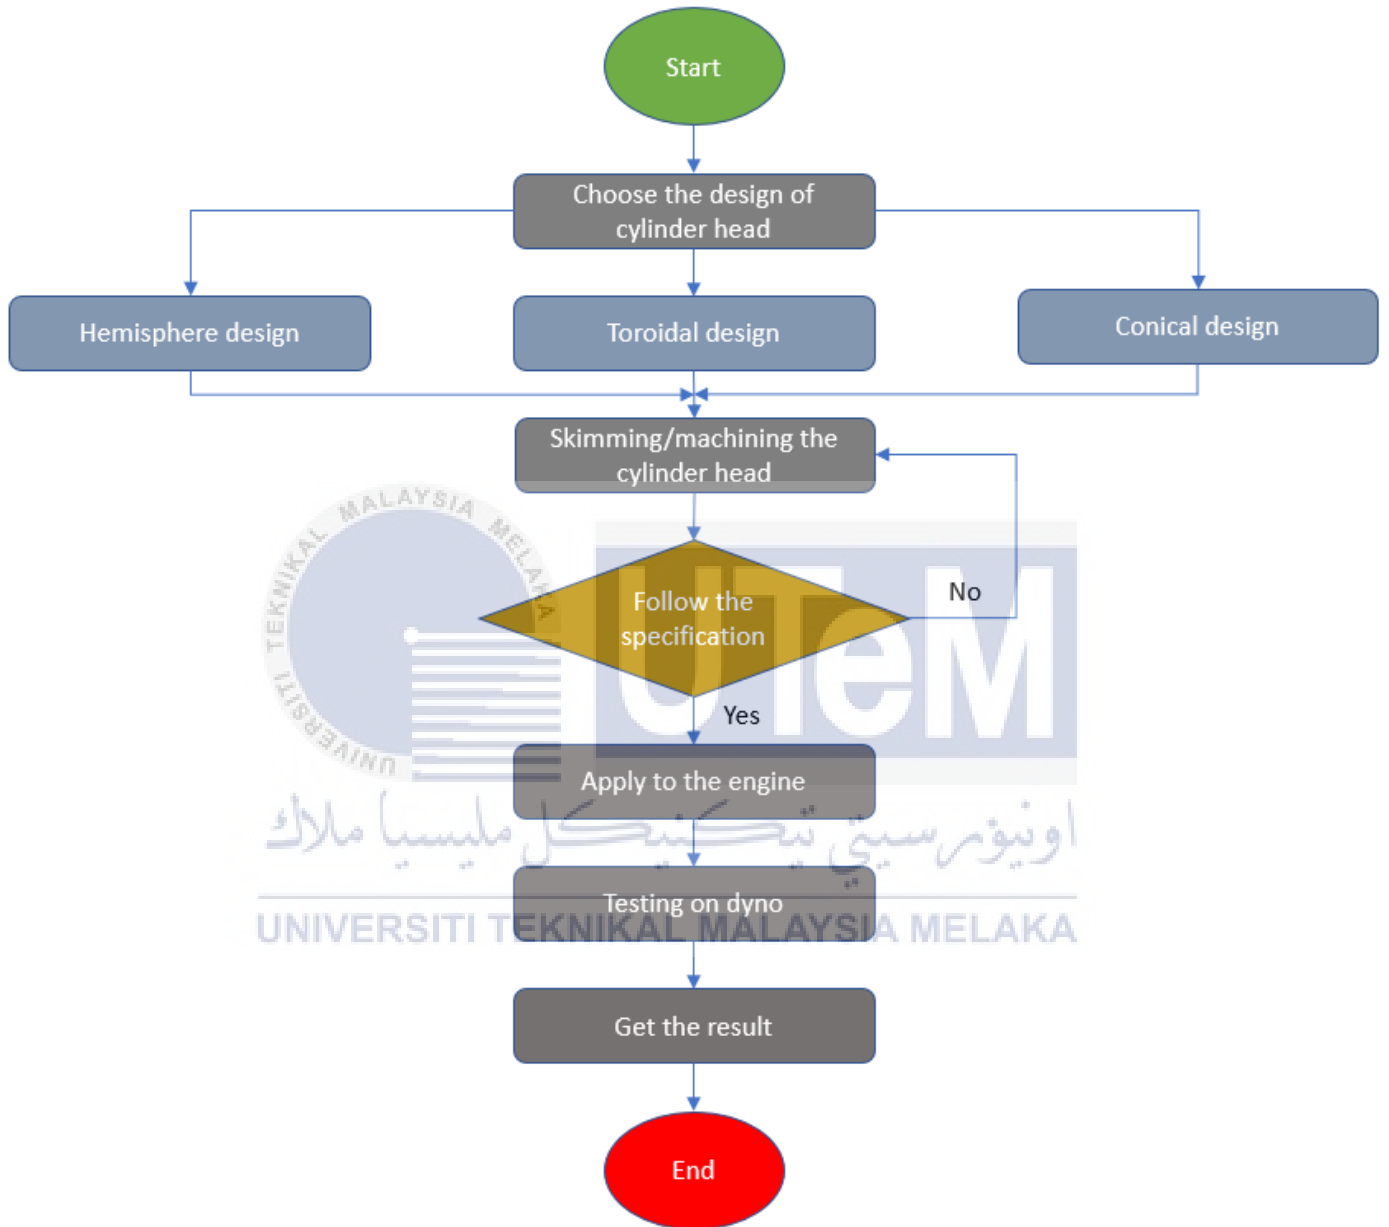 Start
Choose the design of
cylinder head
Hemisphere design
Toroidal design
Conical design
Skimming/machining the
cylinder head
Follow the
specification
No
Yes
Apply to the engine
Testing on dyno
Get the result
End
UNIVERSITI TEKNIKAL MALAYSIA MELAKA
UTeM
اونيۏرسيتي تيكنيكل مليسيا ملاك
UNIVERSITI TEKNIKAL MALAYSIA MELAKA